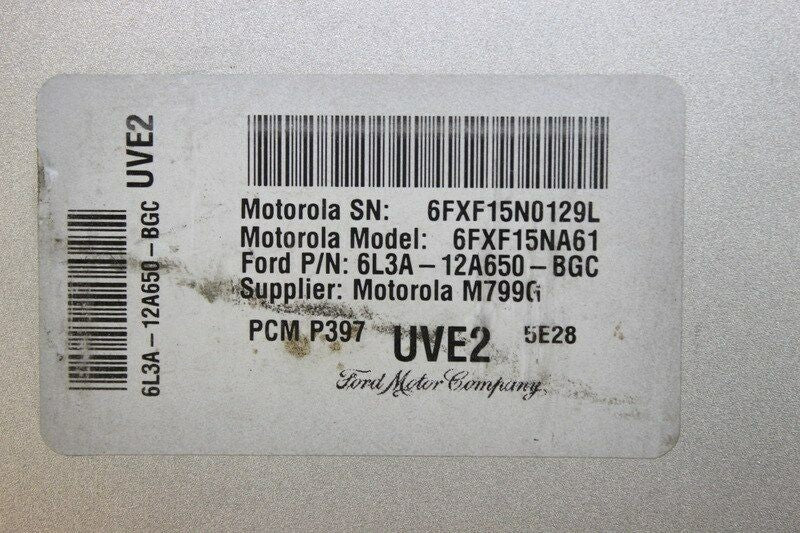 UVE2
6L3A-12A650-BGC
Motorola SN: 6FXF15N0129L
Motorola Model: 6FXF15NA61
Ford P/N: 6L3A-12A650-BGC
Supplier: Motorola M799G
PCM P397 UVE2 5E28
Ford Motor Company,